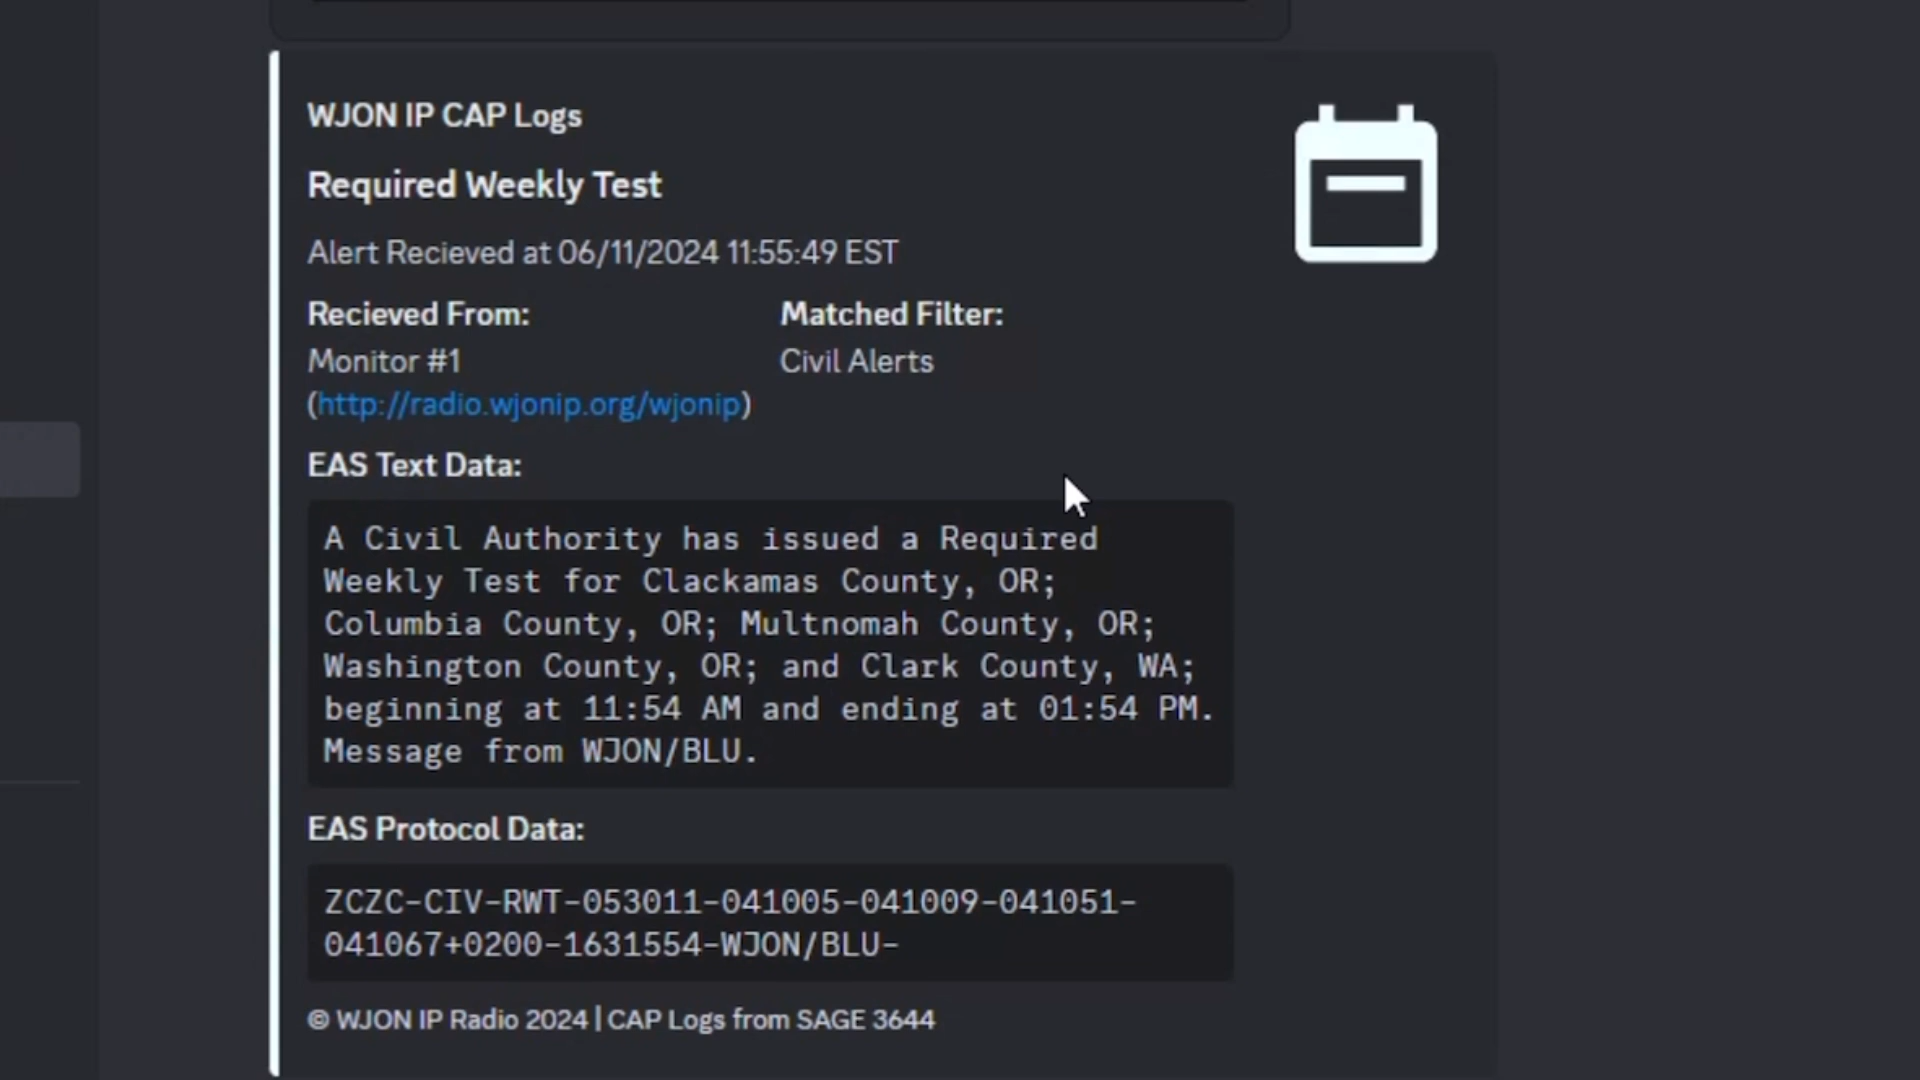 WJON IP CAP Logs
Required Weekly Test
Alert Recieved at 06/11/2024 11:55:49 EST
Recieved From:
Monitor #1
(http://radio.wjonip.org/wjonip)
Matched Filter:
Civil Alerts
EAS Text Data:
A Civil Authority has issued a Required
Weekly Test for Clackamas County, OR;
Columbia County, OR; Multnomah County, OR;
Washington County, OR; and Clark County, WA;
beginning at 11:54 AM and ending at 01:54 PM.
Message from WJON/BLU.
EAS Protocol Data:
ZCZC-CIV-RWT-053011-041005-041009-041051-
041067+0200-1631554-WJON/BLU-
© WJON IP Radio 2024 | CAP Logs from SAGE 3644